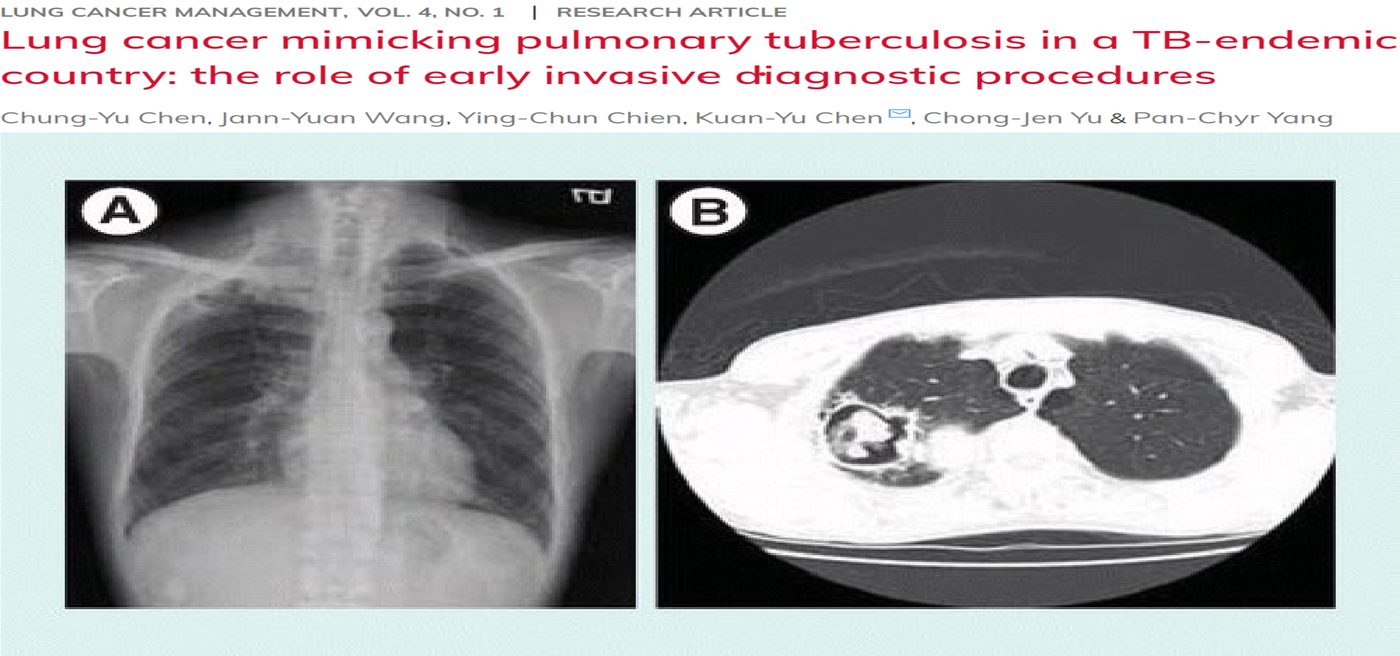 LUNG CANCER MANAGEMENT, VOL. 4, NO. 1 | RESEARCH ARTICLE
Lung cancer mimicking pulmonary tuberculosis in a TB-endemic
country: the role of early invasive diagnostic procedures
Chung-Yu Chen, Jann-Yuan Wang, Ying-Chun Chien, Kuan-Yu Chen, Chong-Jen Yu & Pan-Chyr Yang
A
B